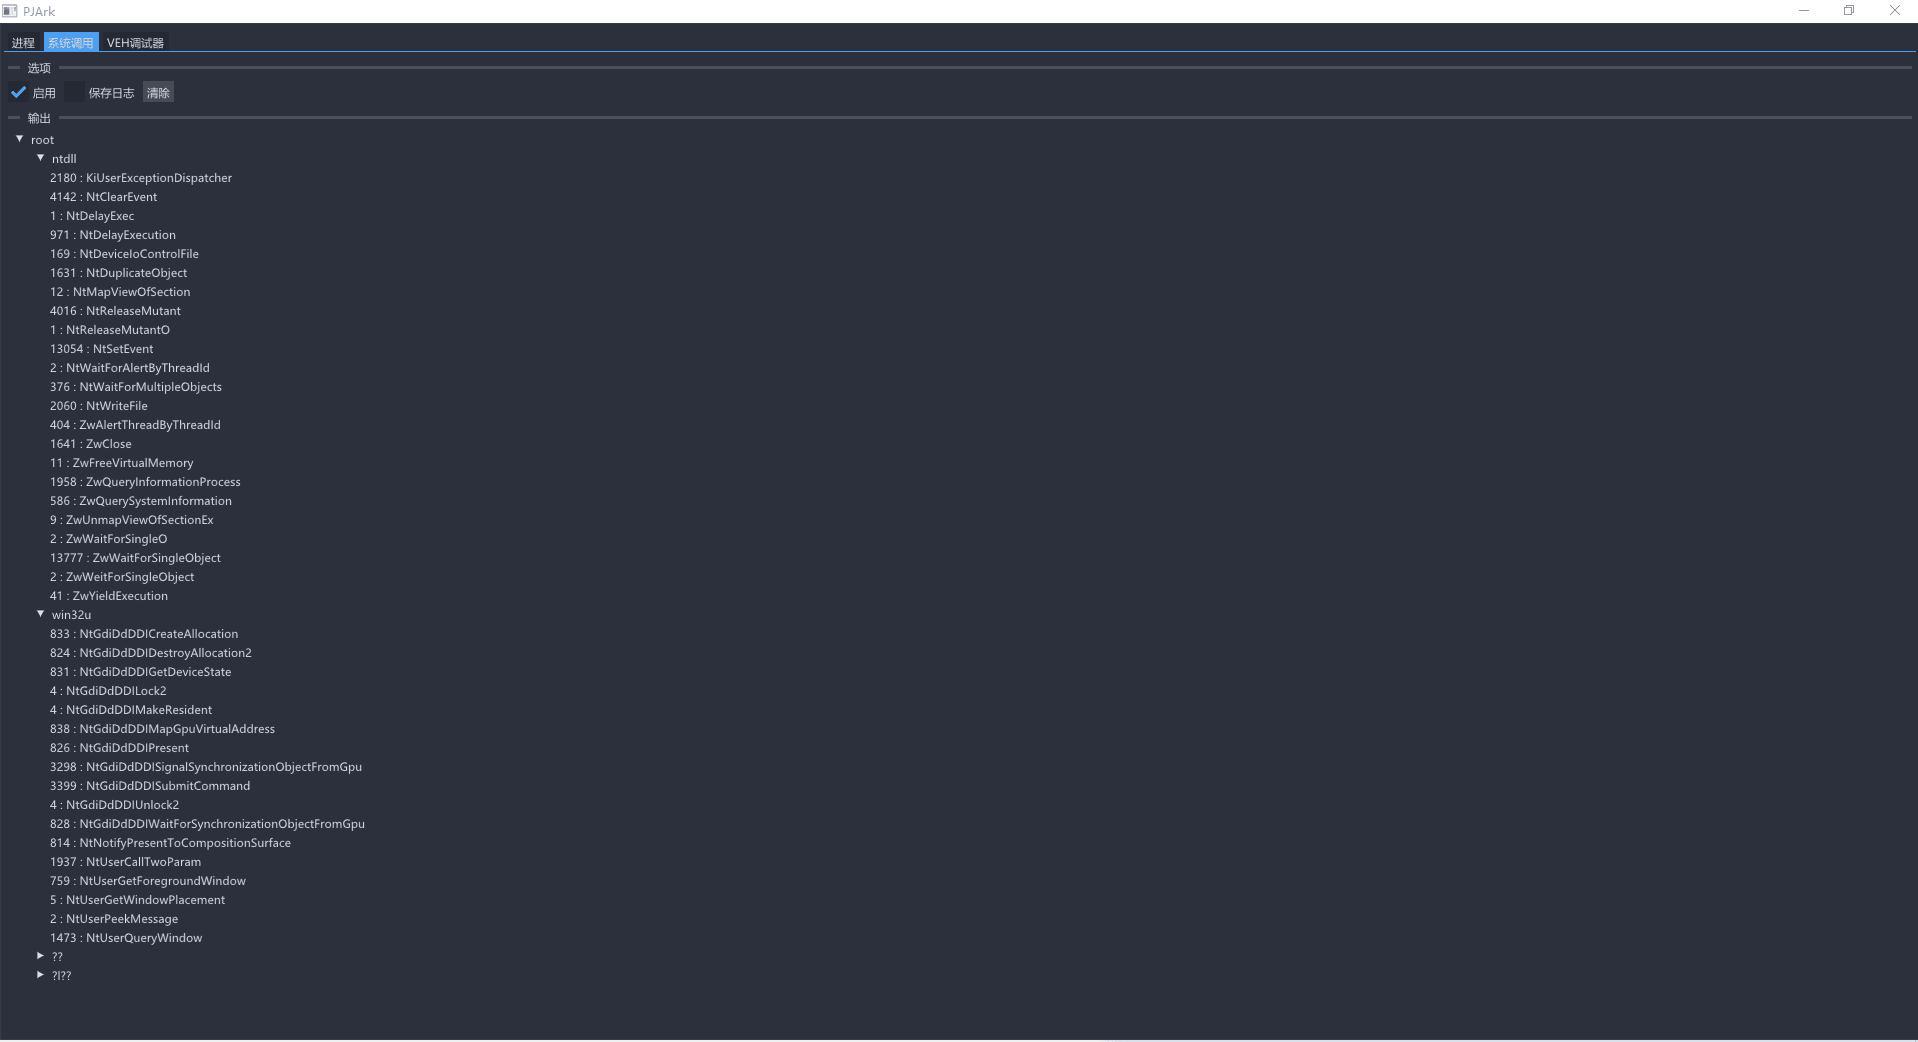 PJArk
进程 系统调用 VEH调试器
选项
启用 保存日志 清除
输出
root
ntdll
2180 : KiUserExceptionDispatcher
4142 : NtClearEvent
1 : NtDelayExec
971 : NtDelayExecution
169 : NtDeviceIoControlFile
1631 : NtDuplicateObject
12 : NtMapViewOfSection
4016 : NtReleaseMutant
1 : NtReleaseMutantO
13054 : NtSetEvent
2 : NtWaitForAlertByThreadId
376 : NtWaitForMultipleObjects
2060 : NtWriteFile
404 : ZwAlertThreadByThreadId
1641 : ZwClose
11 : ZwFreeVirtualMemory
1958 : ZwQueryInformationProcess
586 : ZwQuerySystemInformation
9 : ZwUnmapViewOfSectionEx
2 : ZwWaitForSingleO
13777 : ZwWaitForSingleObject
2 : ZwWeitForSingleObject
41 : ZwYieldExecution
win32u
833 : NtGdiDdDDICreateAllocation
824 : NtGdiDdDDIDestroyAllocation2
831 : NtGdiDdDDIGetDeviceState
4 : NtGdiDdDDILock2
4 : NtGdiDdDDIMakeResident
838 : NtGdiDdDDIMapGpuVirtualAddress
826 : NtGdiDdDDIPresent
3298 : NtGdiDdDDISignalSynchronizationObjectFromGpu
3399 : NtGdiDdDDISubmitCommand
4 : NtGdiDdDDIUnlock2
828 : NtGdiDdDDIWaitForSynchronizationObjectFromGpu
814 : NtNotifyPresentToCompositionSurface
1937 : NtUserCallTwoParam
759 : NtUserGetForegroundWindow
5 : NtUserGetWindowPlacement
2 : NtUserPeekMessage
1473 : NtUserQueryWindow
??
?l??